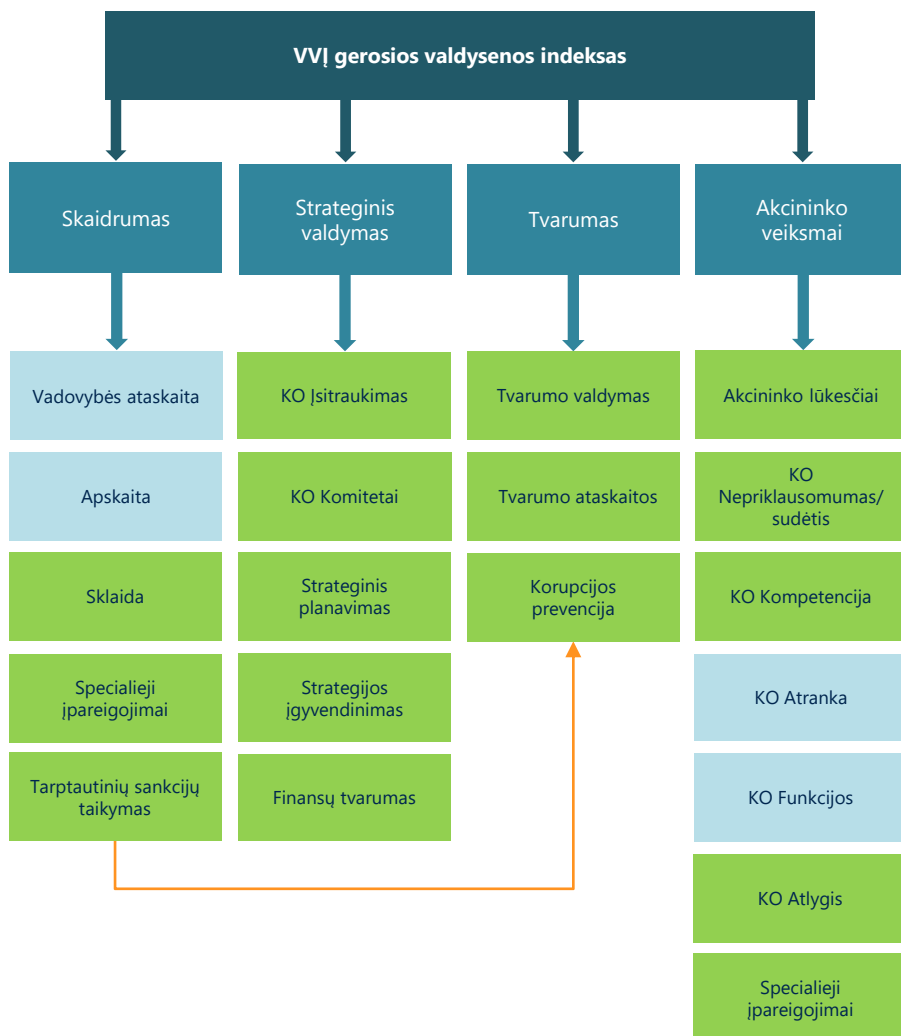 VVĮ gerosios valdysenos indeksas
Skaidrumas
Strateginis
valdymas
Tvarumas
Akcininko
veiksmai
Vadovybės ataskaita
Apskaita
Sklaida
Specialieji
įpareigojimai
Tarptautinių sankcijų
taikymas
KO Įsitraukimas
KO Komitetai
Strateginis
planavimas
Strategijos
įgyvendinimas
Finansų tvarumas
Tvarumo valdymas
Tvarumo ataskaitos
Korupcijos
prevencija
Akcininko lūkesčiai
KO
Nepriklausomumas/
sudėtis
KO Kompetencija
KO Atranka
KO Funkcijos
KO Atlygis
Specialieji
įpareigojimai